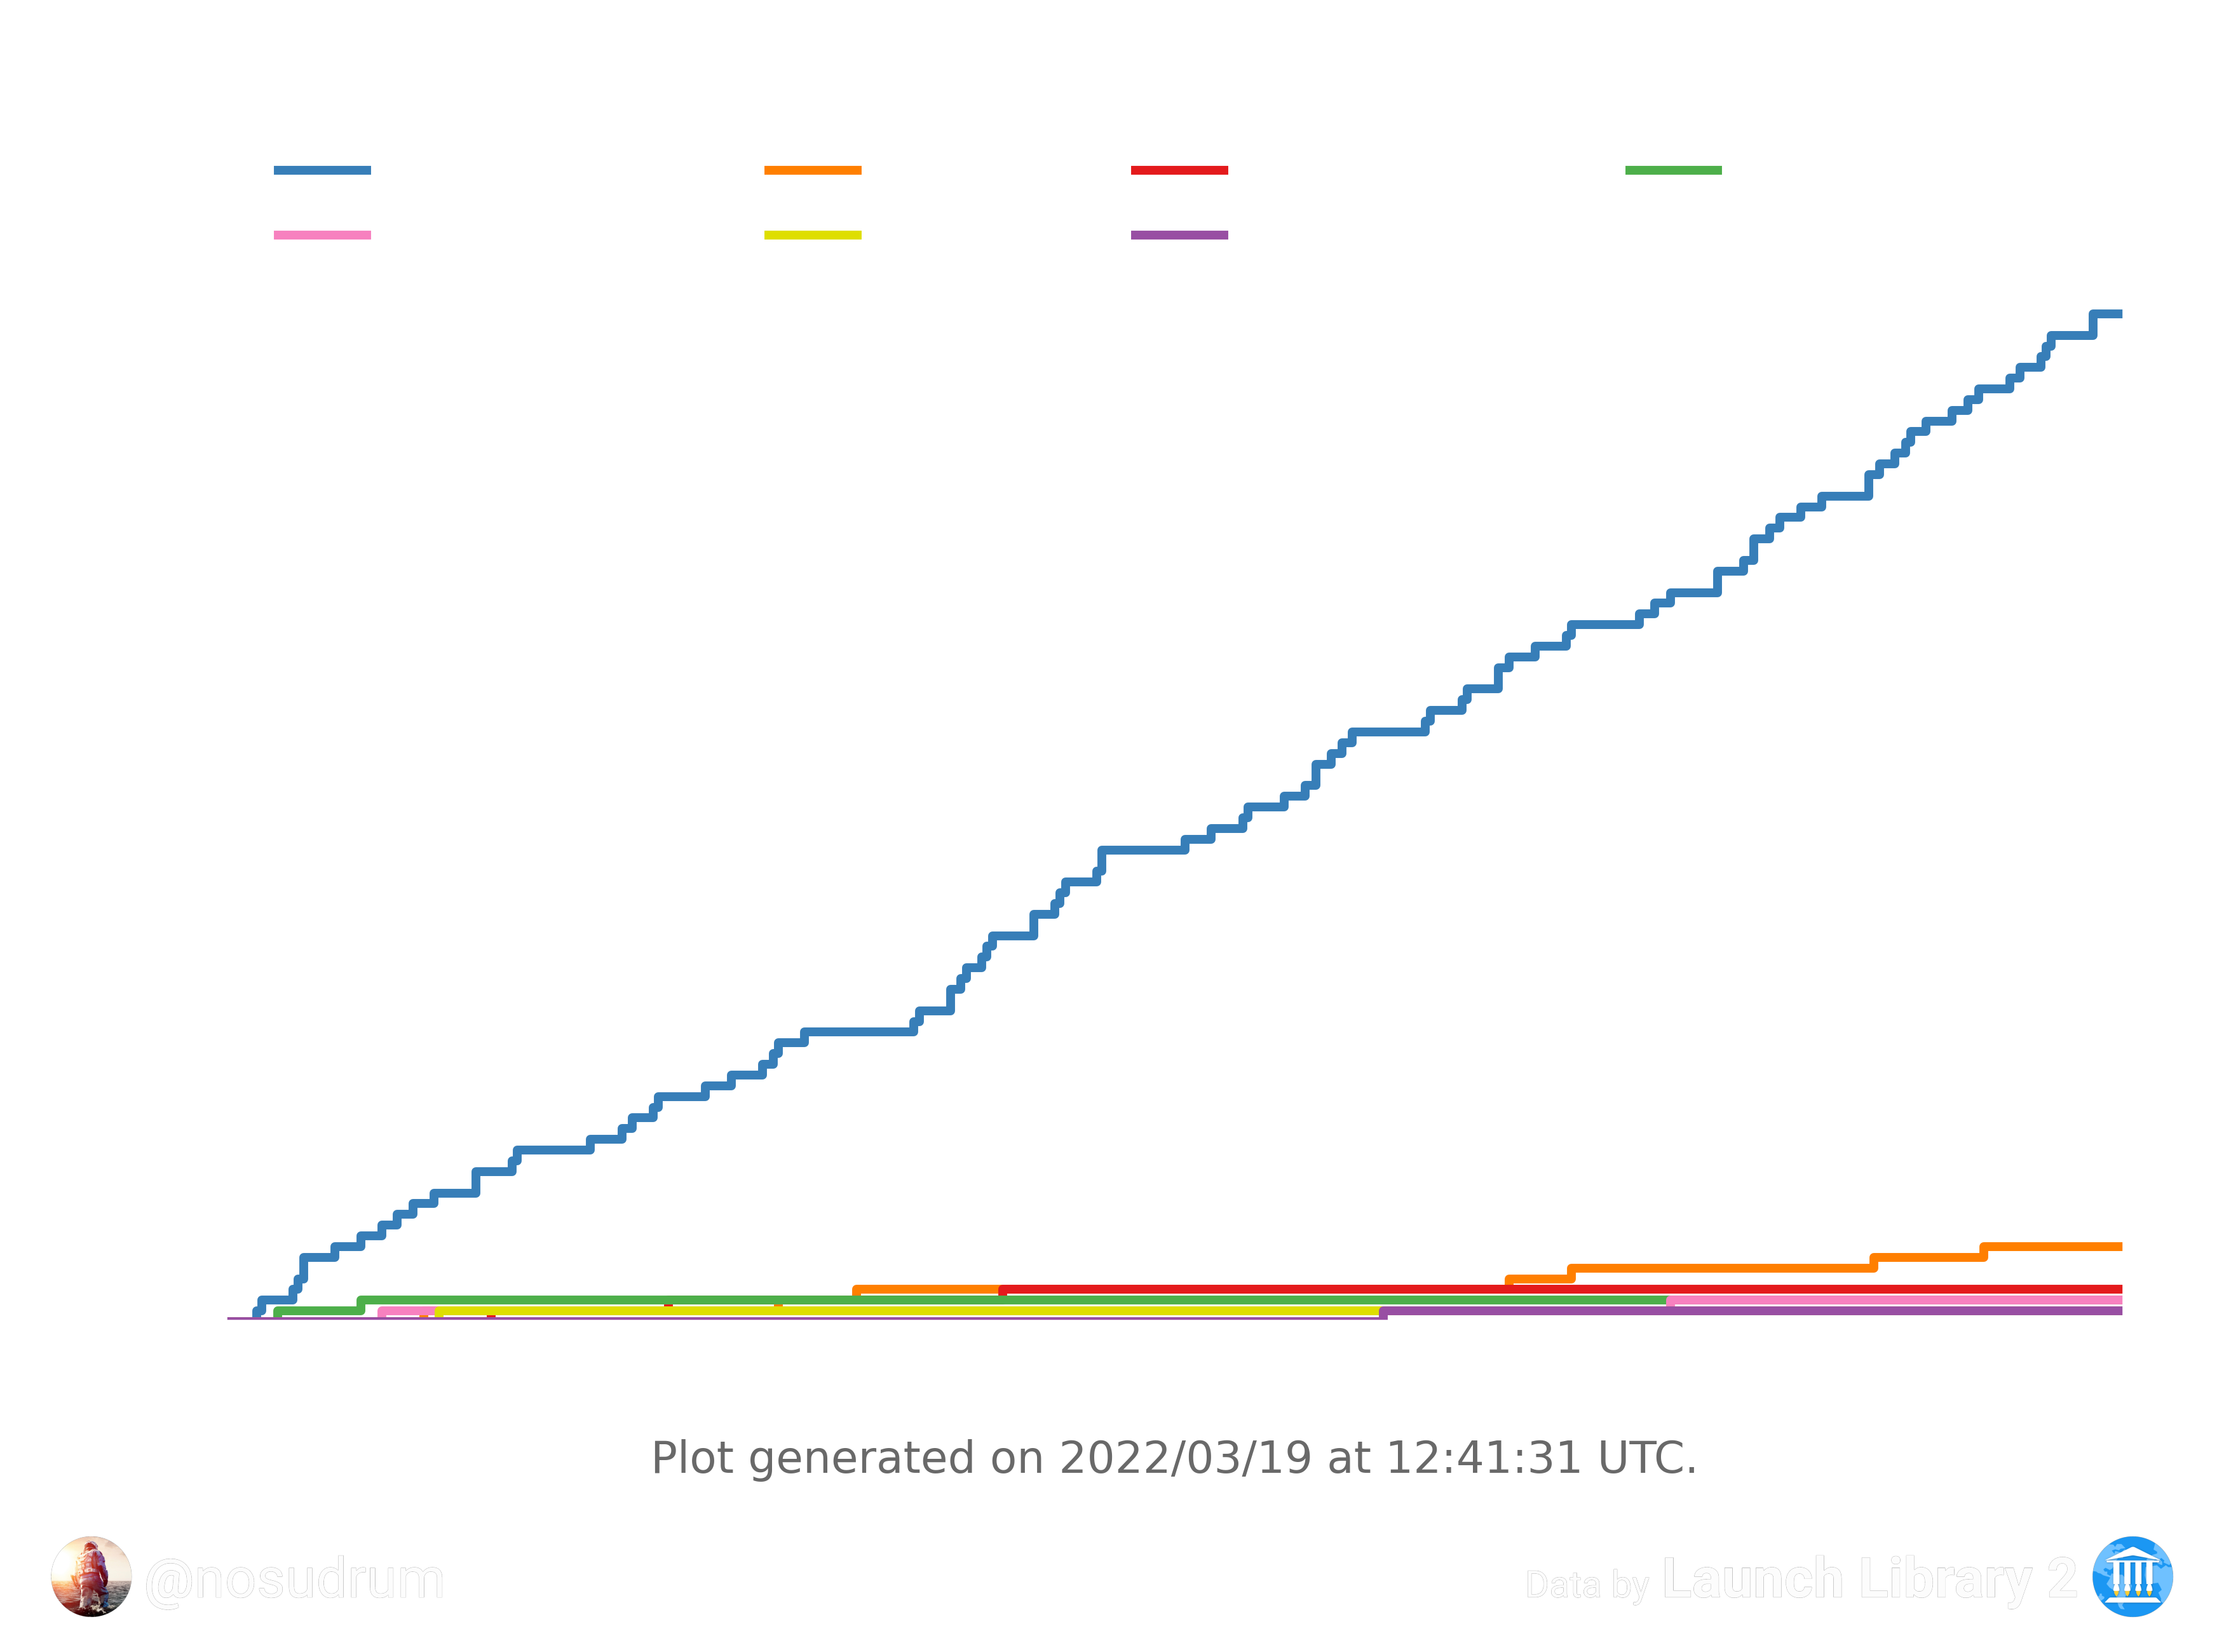 Plot generated on 2022/03/19 at 12:41:31 UTC.
@nosudrum
Data by Launch Library 2